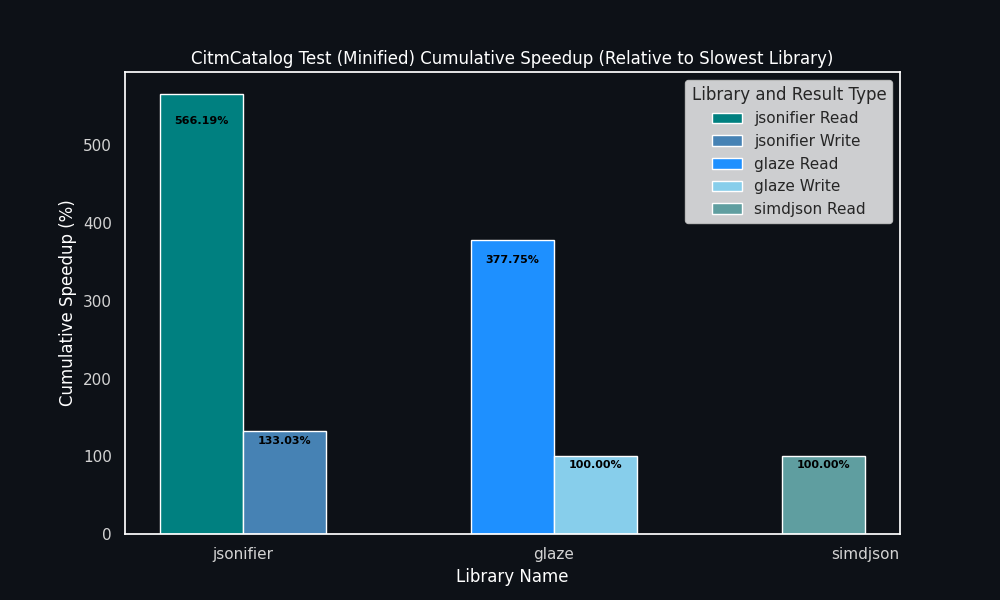 CitmCatalog Test (Minified) Cumulative Speedup (Relative to Slowest Library)
Library and Result Type
jsonifier Read
jsonifier Write
glaze Read
glaze Write
simdjson Read
Cumulative Speedup (%)
500
400
300
200
100
0
566.19%
133.03%
377.75%
100.00%
100.00%
jsonifier
glaze
simdjson
Library Name